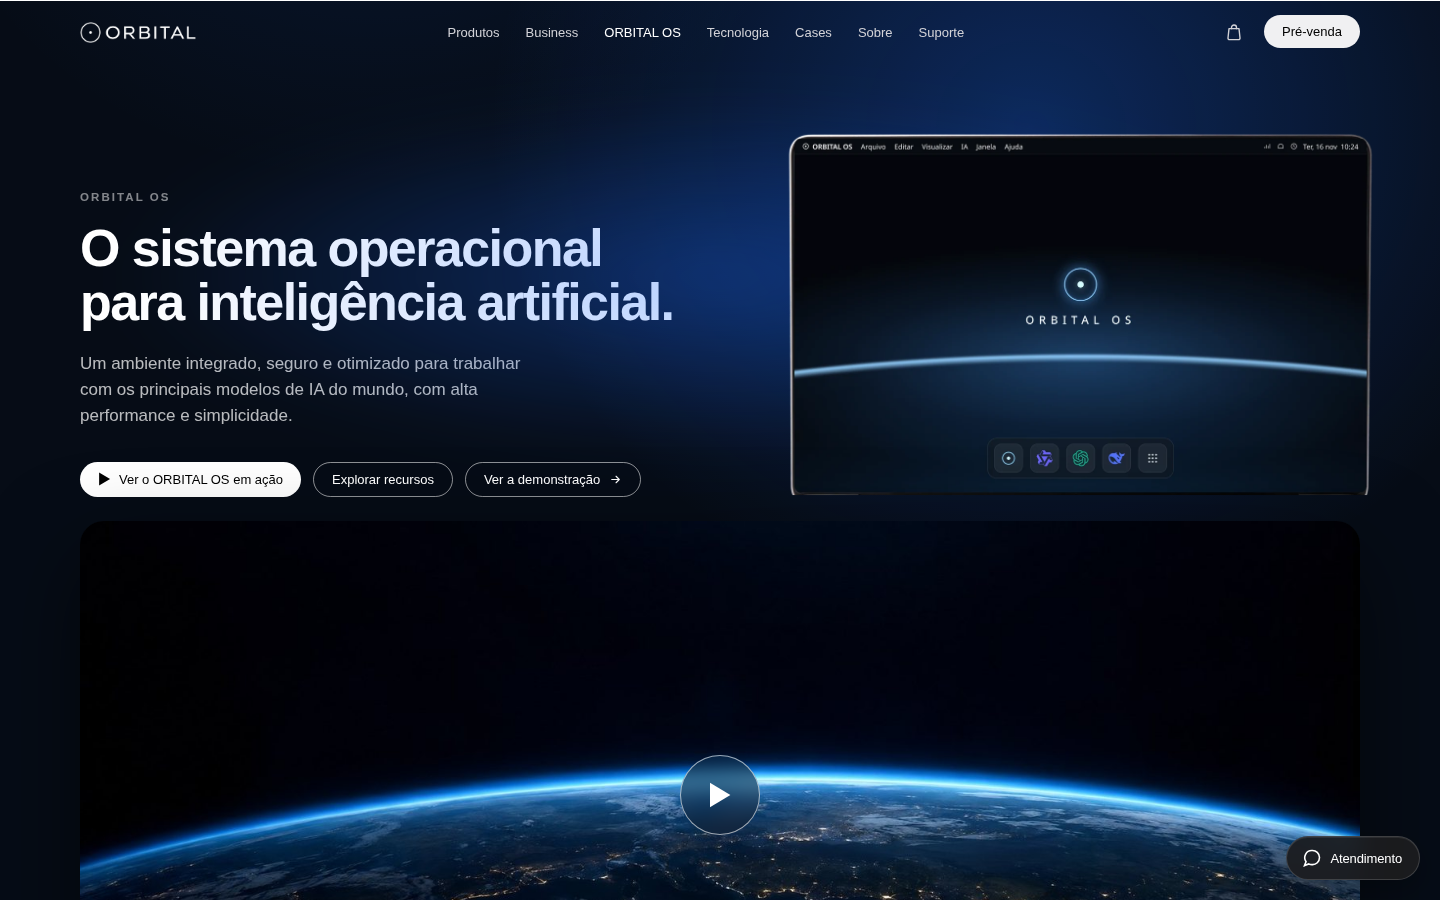 ORBITAL
Produtos Business ORBITAL OS Tecnologia Cases Sobre Suporte
Pré-venda
ORBITAL OS Arquivo Editar Visualizar IA Janela Ajuda
Ter, 16 nov 10:24
ORBITAL OS
O sistema operacional
para inteligência artificial.
Um ambiente integrado, seguro e otimizado para trabalhar
com os principais modelos de IA do mundo, com alta
performance e simplicidade.
Ver o ORBITAL OS em ação
Explorar recursos
Ver a demonstração
ORBITAL OS
Atendimento